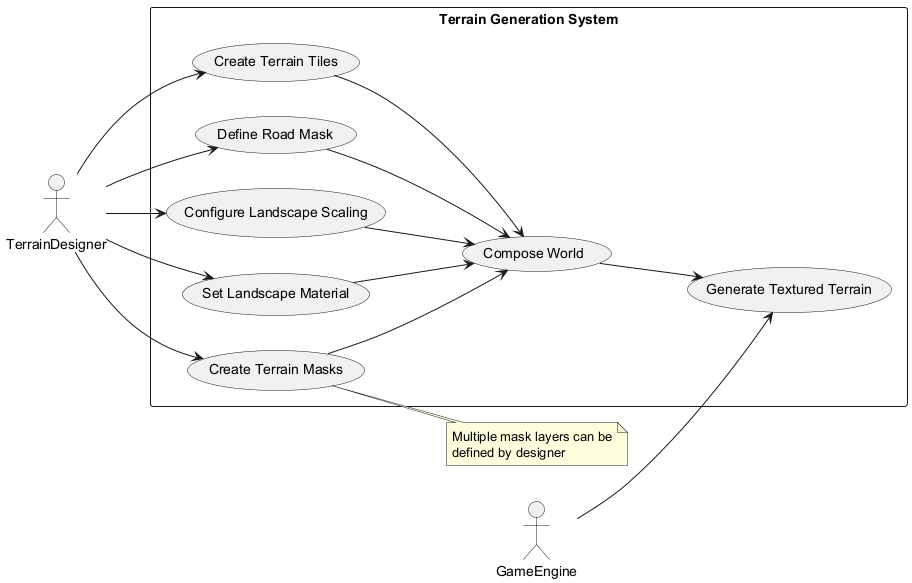 Terrain Generation System
Create Terrain Tiles
Define Road Mask
Configure Landscape Scaling
TerrainDesigner
Compose World
Set Landscape Material
Generate Textured Terrain
Create Terrain Masks
Multiple mask layers can be
defined by designer
GameEngine